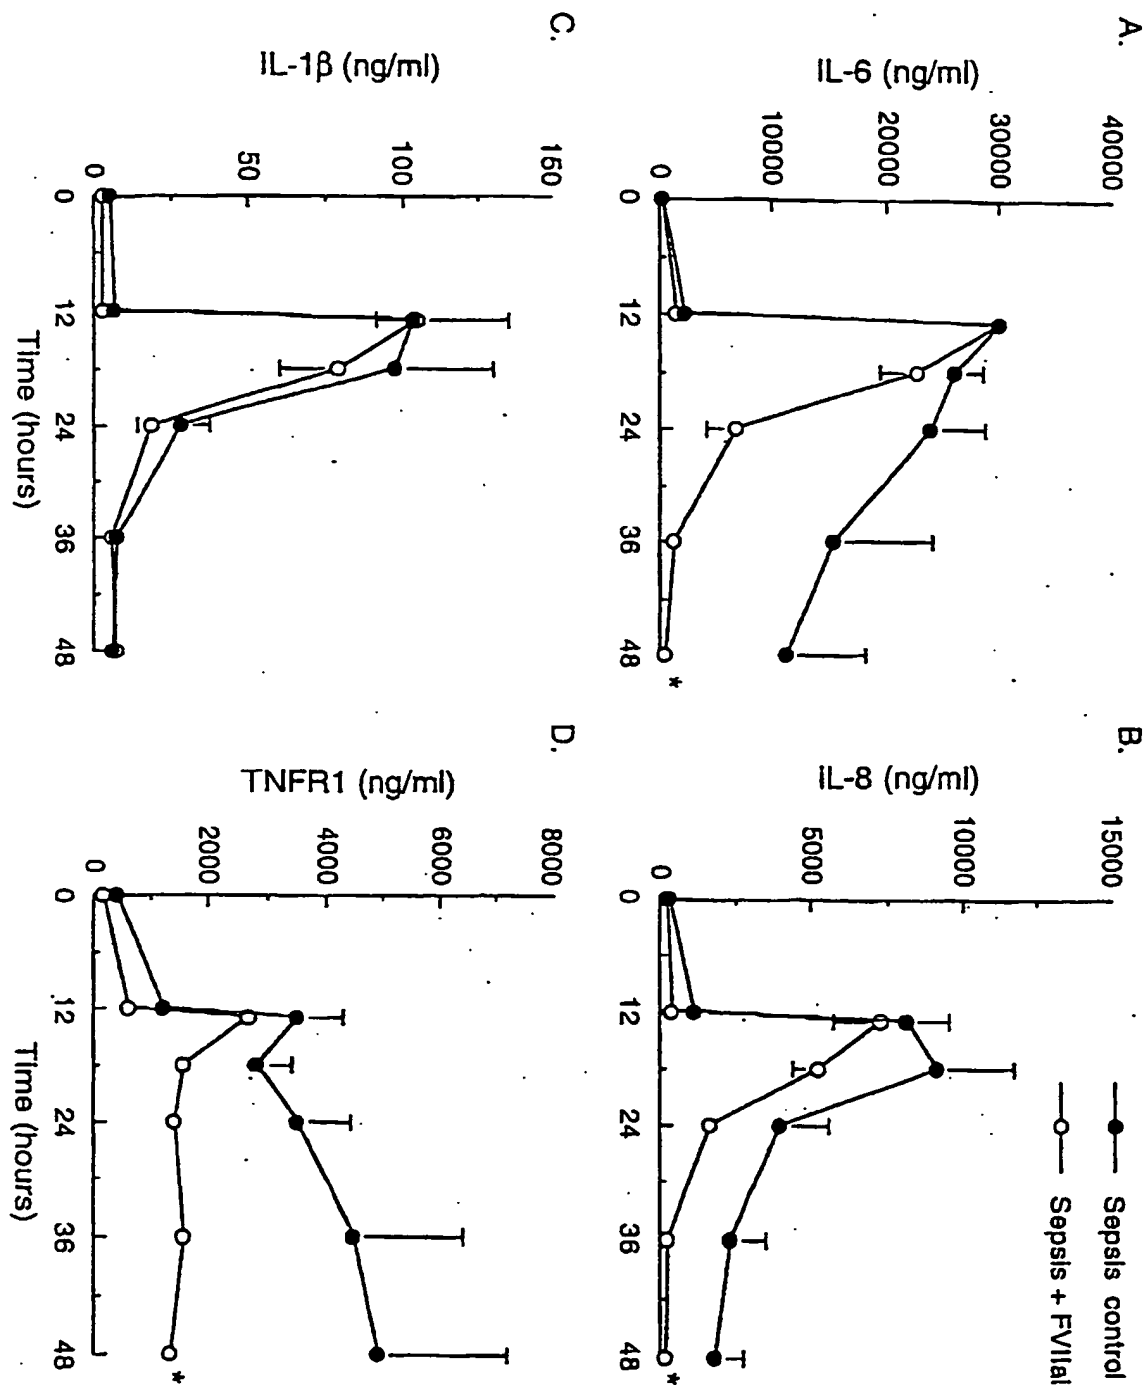 A.
IL-6 (ng/ml)
40000
30000
20000
10000
0
0 12 24 36 48
*
B.
IL-8 (ng/ml)
15000
10000
5000
0
0 12 24 36 48
*
Sepsis control
Sepsis + FVIIaI
C.
IL-1β (ng/ml)
150
100
50
0
0 12 24 36 48
Time (hours)
D.
TNFR1 (ng/ml)
8000
6000
4000
2000
0
0 12 24 36 48
*
Time (hours)